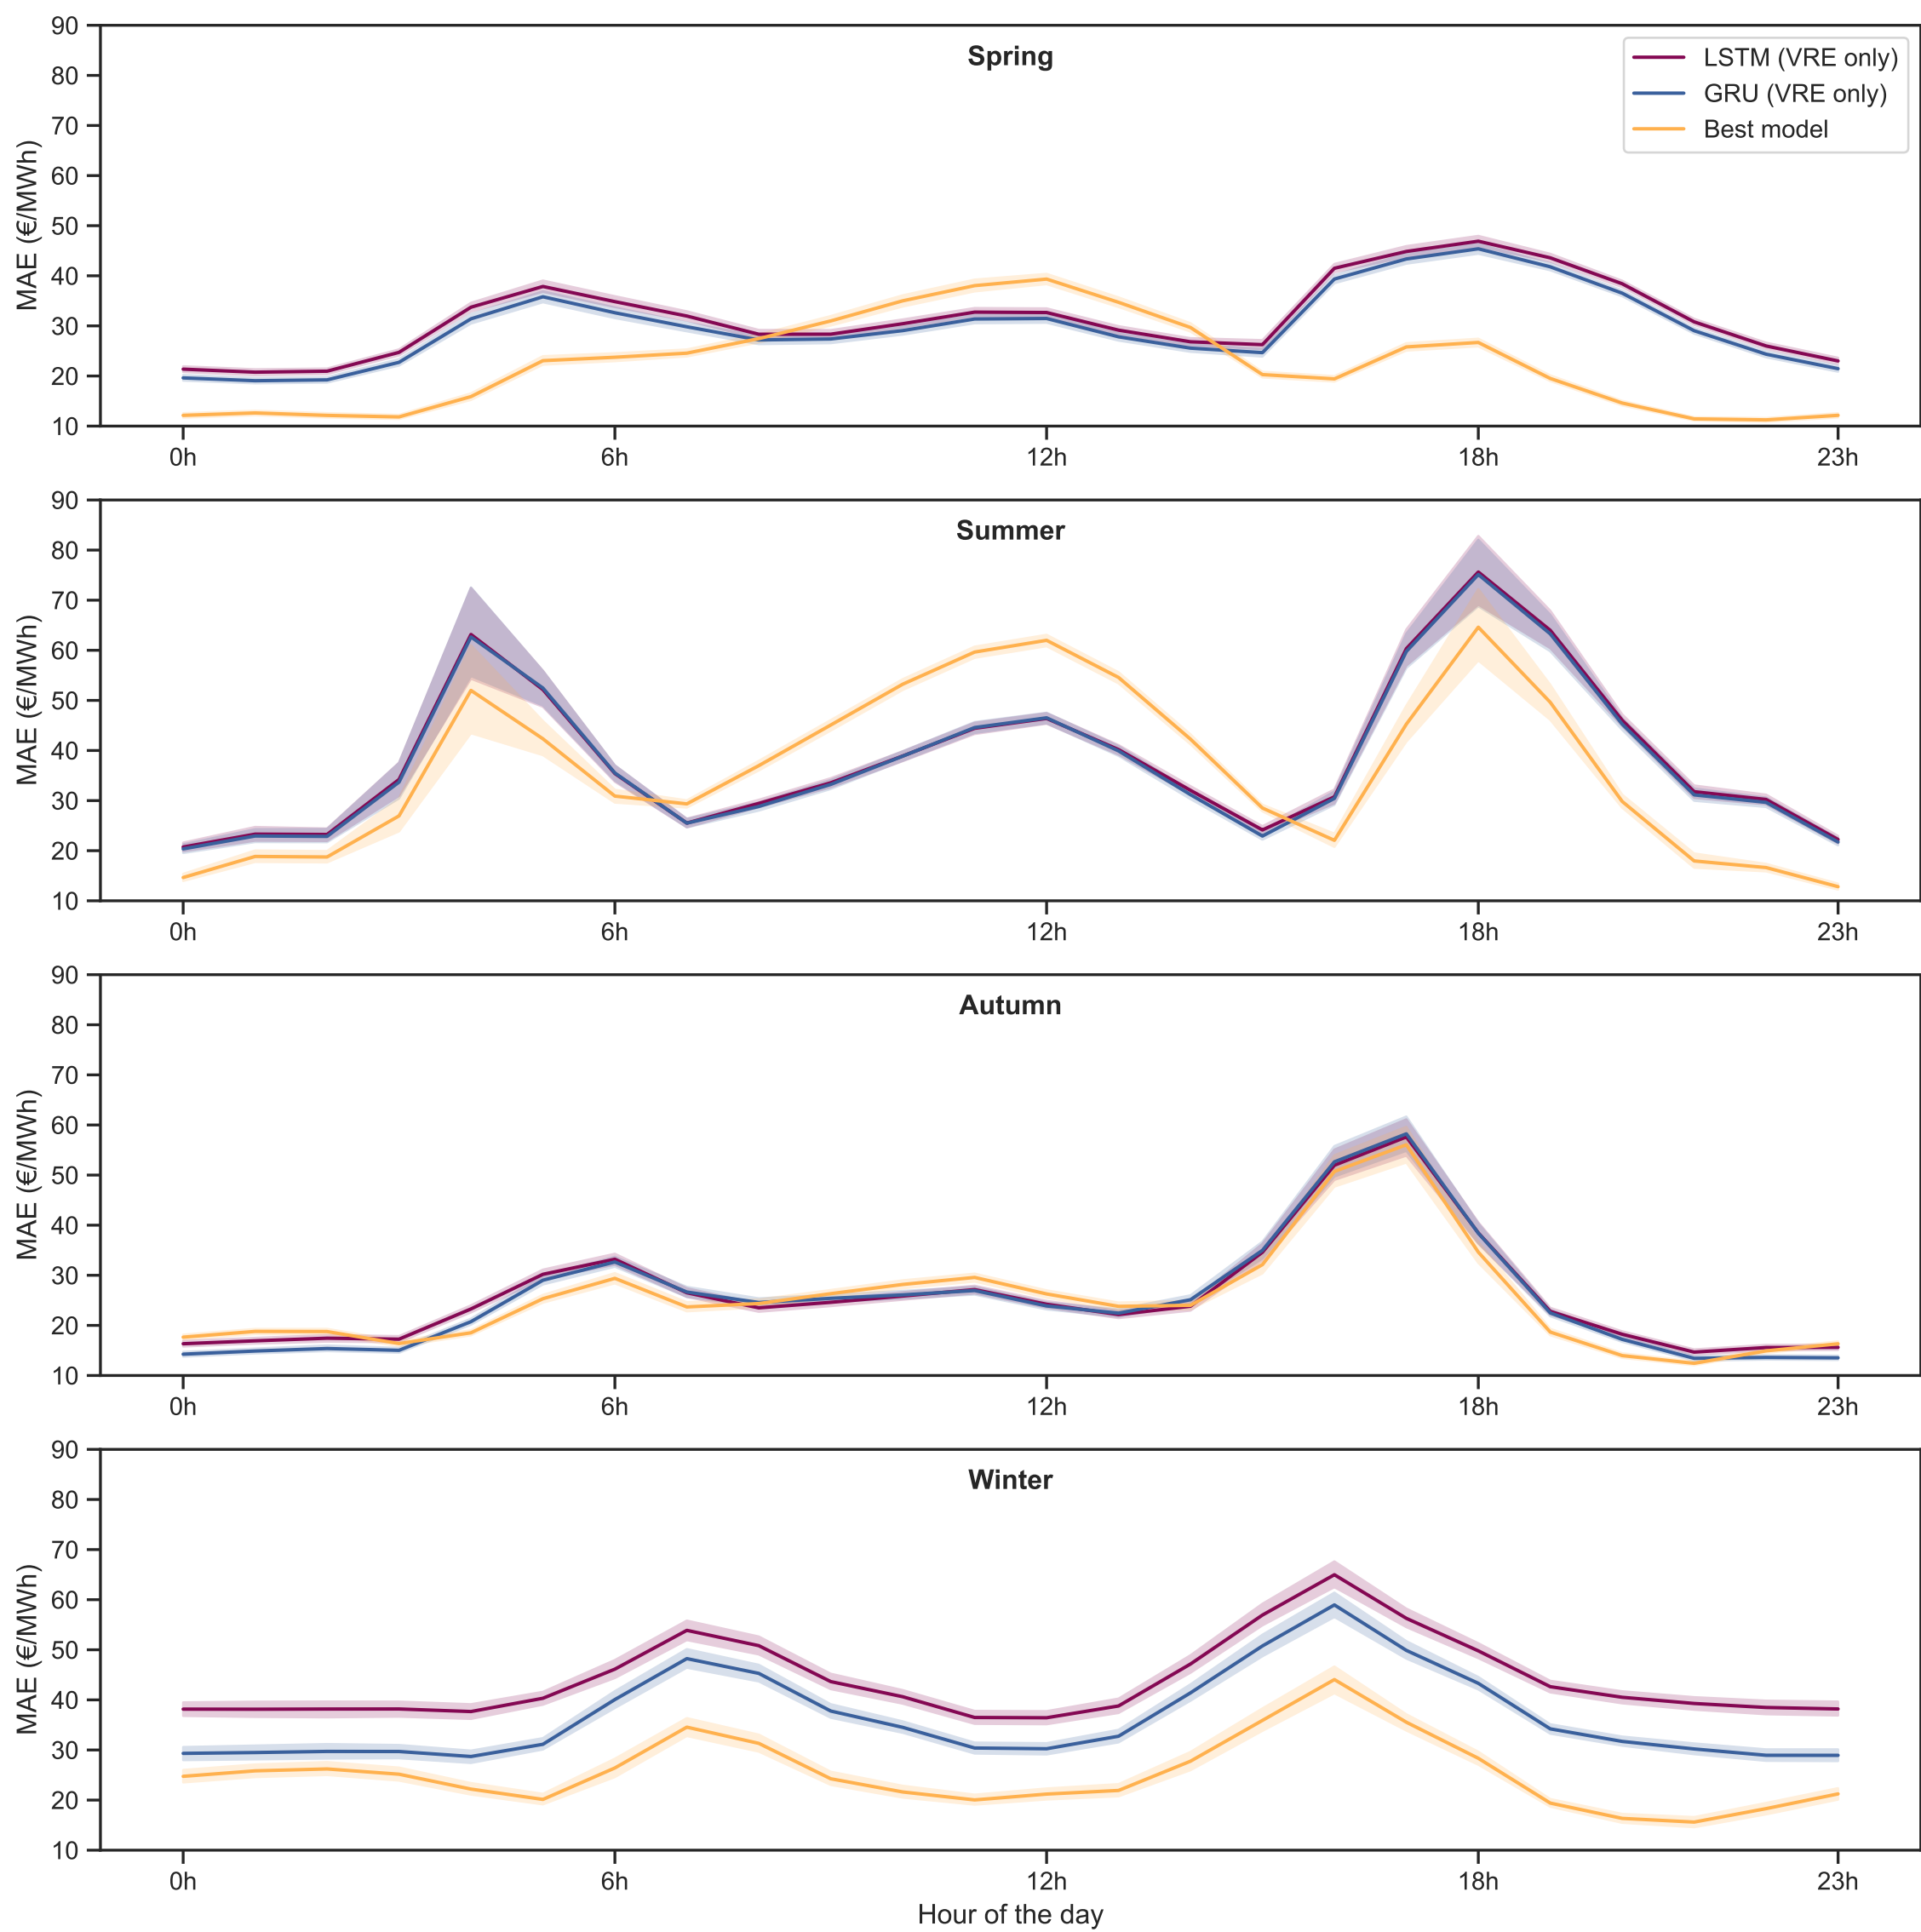 Spring
LSTM (VRE only)
GRU (VRE only)
Best model
MAE (€/MWh)
90
80
70
60
50
40
30
20
10
0h 6h 12h 18h 23h
Summer
MAE (€/MWh)
90
80
70
60
50
40
30
20
10
0h 6h 12h 18h 23h
Autumn
MAE (€/MWh)
90
80
70
60
50
40
30
20
10
0h 6h 12h 18h 23h
Winter
MAE (€/MWh)
90
80
70
60
50
40
30
20
10
0h 6h 12h 18h 23h
Hour of the day